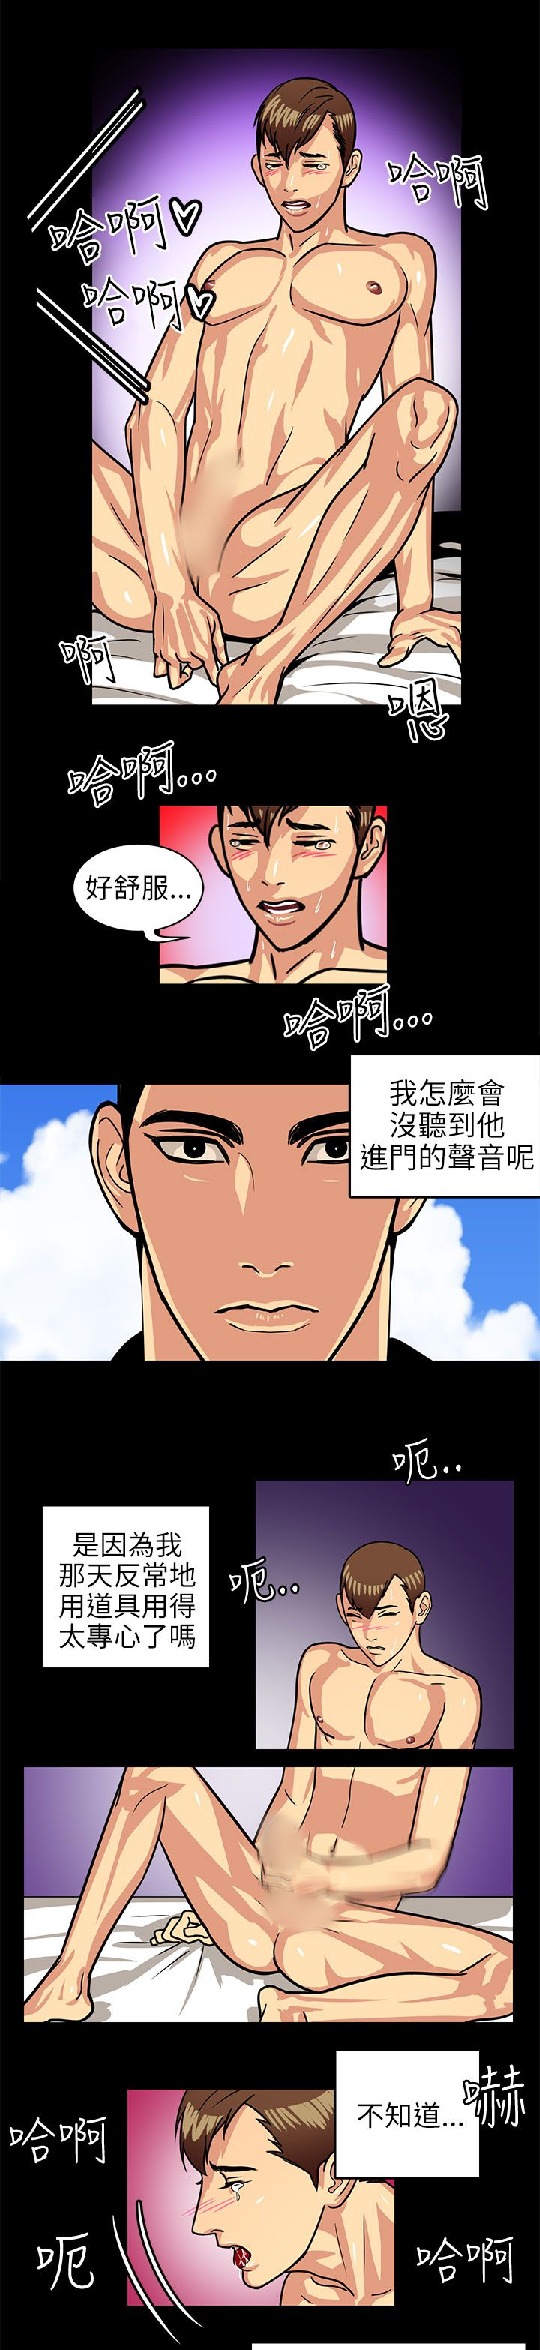 哈啊
哈啊♡
哈啊♡
啊
嗯
哈啊...
好舒服...
哈啊...
我怎麼會
沒聽到他
進門的聲音呢
呃..
呃..
是因為我
那天反常地
用道具用得
太專心了嗎
不知道...
嚇
哈啊
呃
哈啊